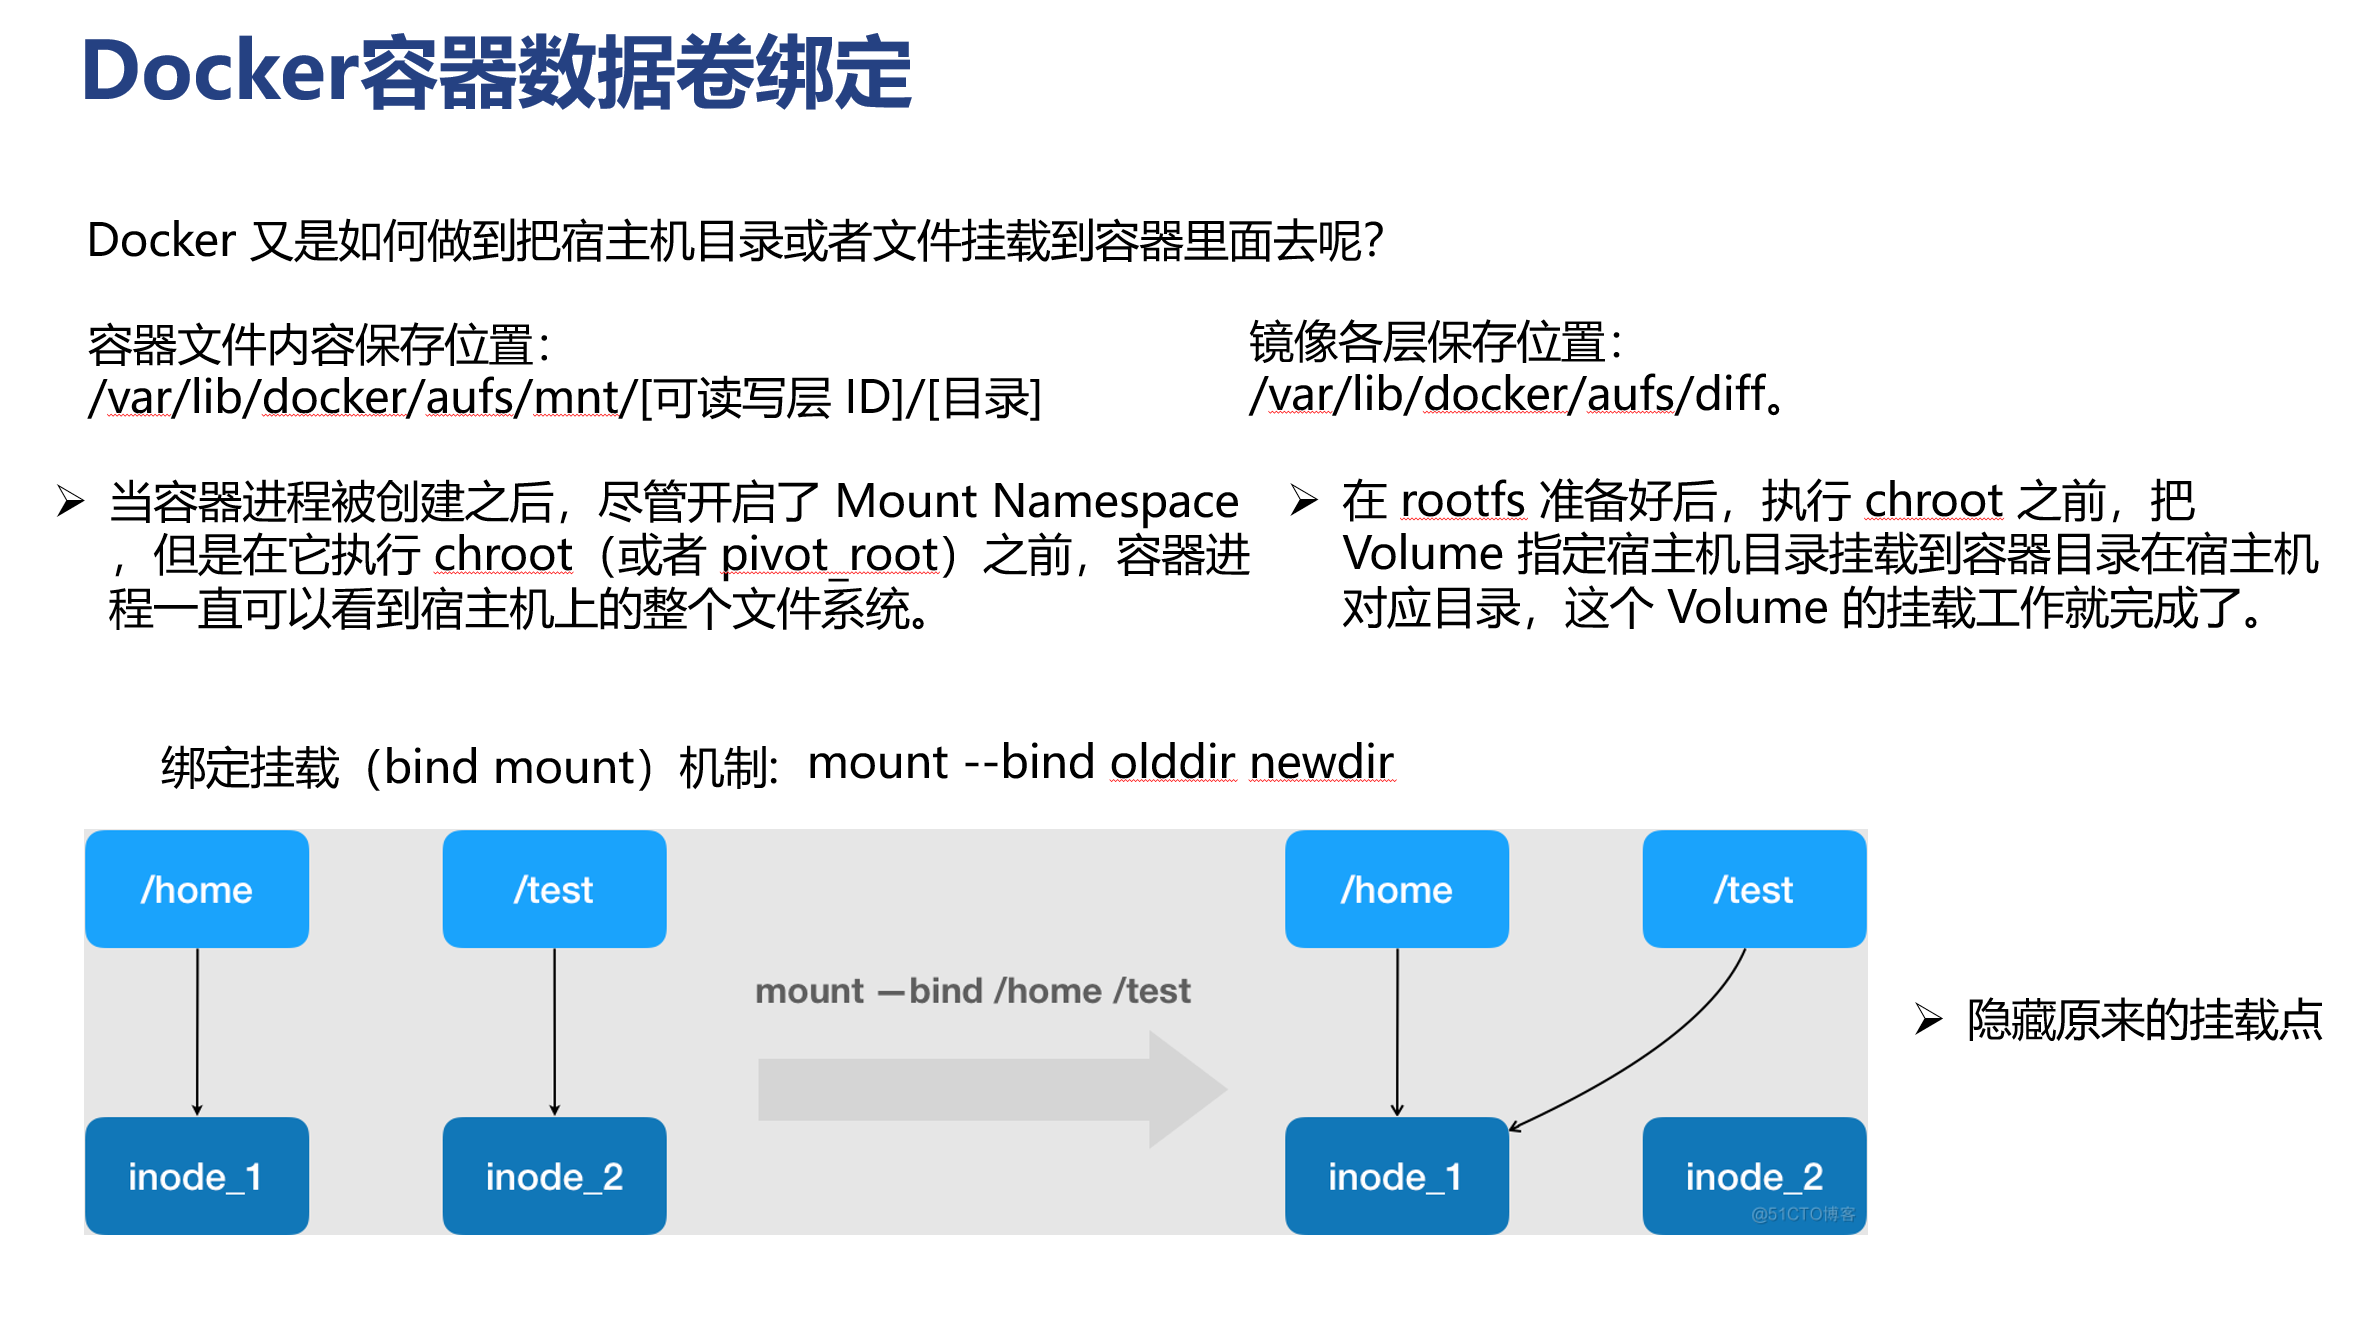 Docker容器数据卷绑定
Docker 又是如何做到把宿主机目录或者文件挂载到容器里面去呢？
容器文件内容保存位置：
/var/lib/docker/aufs/mnt/[可读写层 ID]/[目录]
镜像各层保存位置：
/var/lib/docker/aufs/diff。
➢ 当容器进程被创建之后，尽管开启了 Mount Namespace
，但是在它执行 chroot（或者 pivot_root）之前，容器进
程一直可以看到宿主机上的整个文件系统。
➢ 在 rootfs 准备好后，执行 chroot 之前，把
Volume 指定宿主机目录挂载到容器目录在宿主机
对应目录，这个 Volume 的挂载工作就完成了。
绑定挂载（bind mount）机制: mount --bind olddir newdir
/home
/test
/home
/test
mount —bind /home /test
➢ 隐藏原来的挂载点
inode_1
inode_2
inode_1
inode_2
@51CTO博客